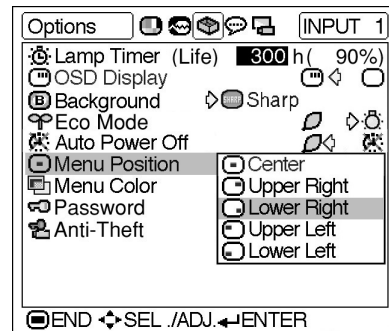 Options INPUT 1
Lamp Timer (Life) 300 h( 90%)
OSD Display
B Background SHARP Sharp
Eco Mode
Auto Power Off
Menu Position Center
Menu Color Upper Right
Password Lower Right
Anti-Theft Upper Left
Lower Left
END SEL ./ADJ. ENTER